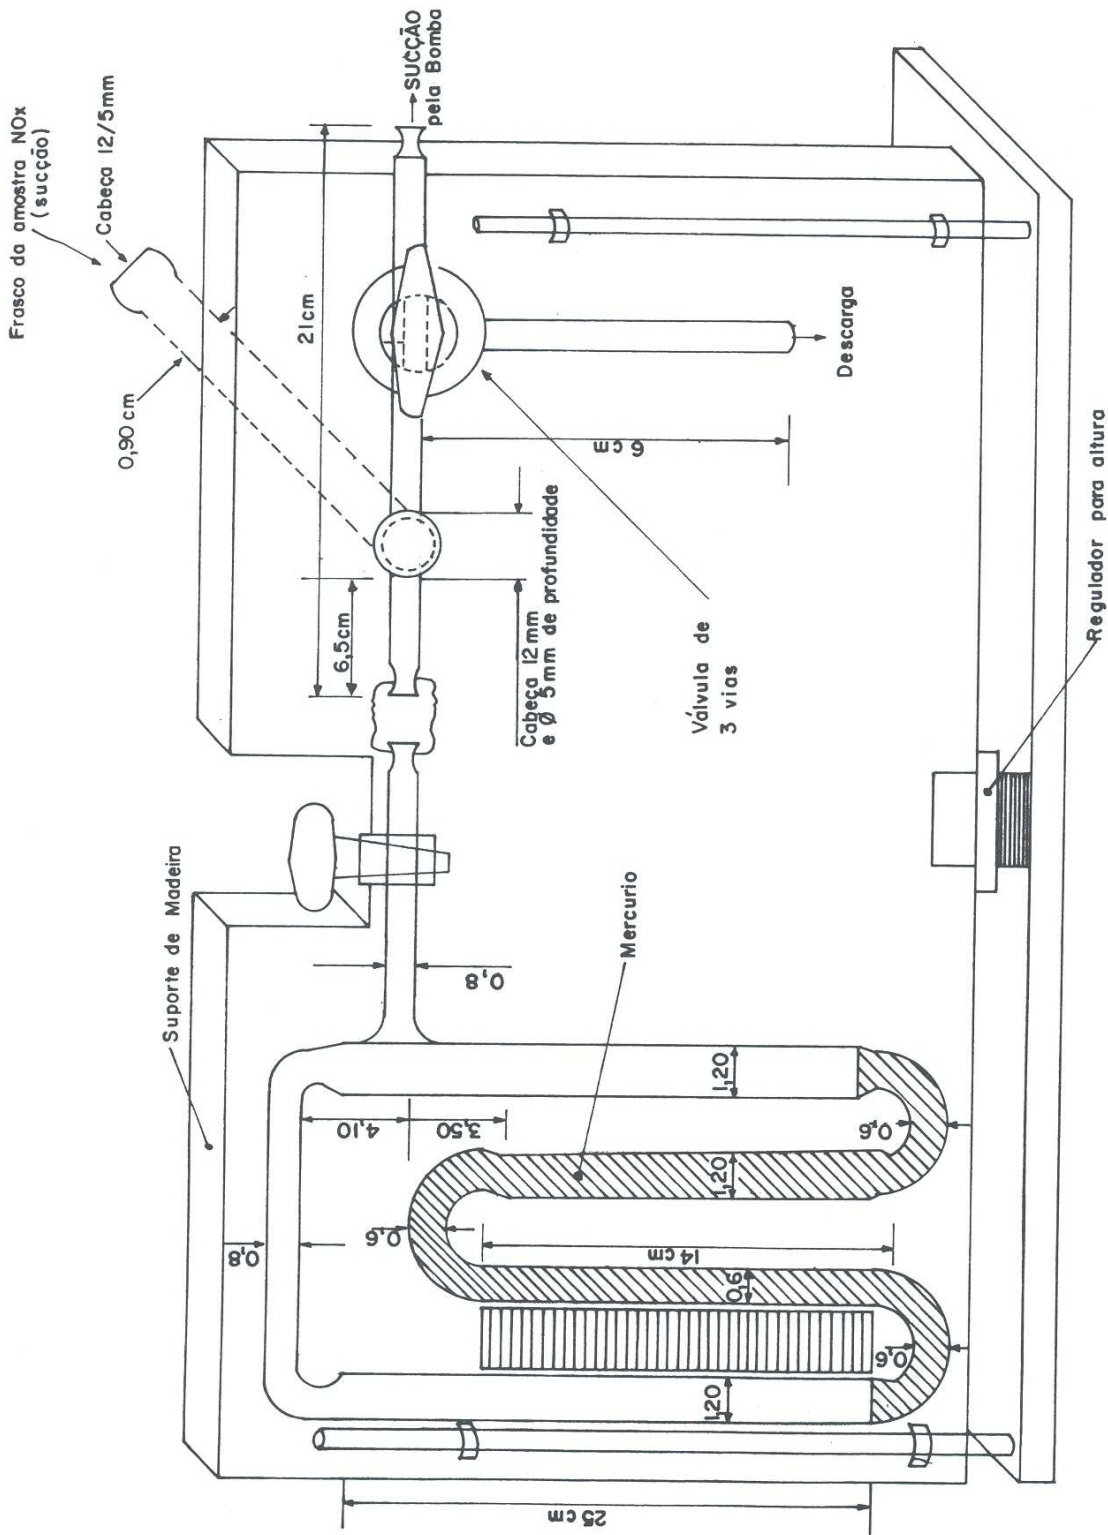 Frasco da amostra NOx
(sucção)
Cabeça 12/5mm
0,90 cm
SUCÇÃO
pela Bomba
21cm
6,5cm
Cabeça 12mm
e Ø 5mm de profundidade
6 cm
Descarga
Válvula de
3 vias
Regulador para altura
Suporte de Madeira
0,8
Mercurio
4,10
3,50
1,20
0,6
1,20
0,8
0,6
14 cm
0,6
0,6
1,20
25 cm